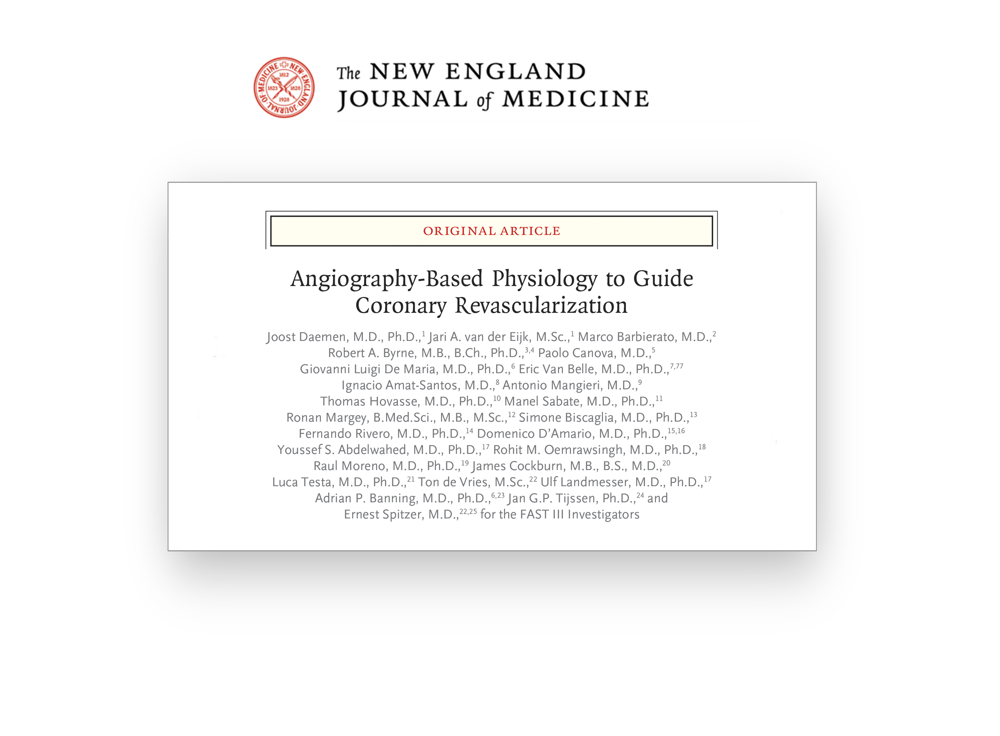 NEW ENGLAND JOURNAL OF MEDICINE
1812
1823 1828
1928
The NEW ENGLAND
JOURNAL of MEDICINE
ORIGINAL ARTICLE
Angiography-Based Physiology to Guide
Coronary Revascularization
Joost Daemen, M.D., Ph.D.,¹ Jari A. van der Eijk, M.Sc.,¹ Marco Barbierato, M.D.,²
Robert A. Byrne, M.B., B.Ch., Ph.D.,³,⁴ Paolo Canova, M.D.,⁵
Giovanni Luigi De Maria, M.D., Ph.D.,⁶ Eric Van Belle, M.D., Ph.D.,⁷,⁷⁷
Ignacio Amat-Santos, M.D.,⁸ Antonio Mangieri, M.D.,⁹
Thomas Hovasse, M.D., Ph.D.,¹⁰ Manel Sabate, M.D., Ph.D.,¹¹
Ronan Margey, B.Med.Sci., M.B., M.Sc.,¹² Simone Biscaglia, M.D., Ph.D.,¹³
Fernando Rivero, M.D., Ph.D.,¹⁴ Domenico D’Amario, M.D., Ph.D.,¹⁵,¹⁶
Youssef S. Abdelwahed, M.D., Ph.D.,¹⁷ Rohit M. Oemrawsingh, M.D., Ph.D.,¹⁸
Raul Moreno, M.D., Ph.D.,¹⁹ James Cockburn, M.B., B.S., M.D.,²⁰
Luca Testa, M.D., Ph.D.,²¹ Ton de Vries, M.Sc.,²² Ulf Landmesser, M.D., Ph.D.,¹⁷
Adrian P. Banning, M.D., Ph.D.,⁶,²³ Jan G.P. Tijssen, Ph.D.,²⁴ and
Ernest Spitzer, M.D.,²²,²⁵ for the FAST III Investigators